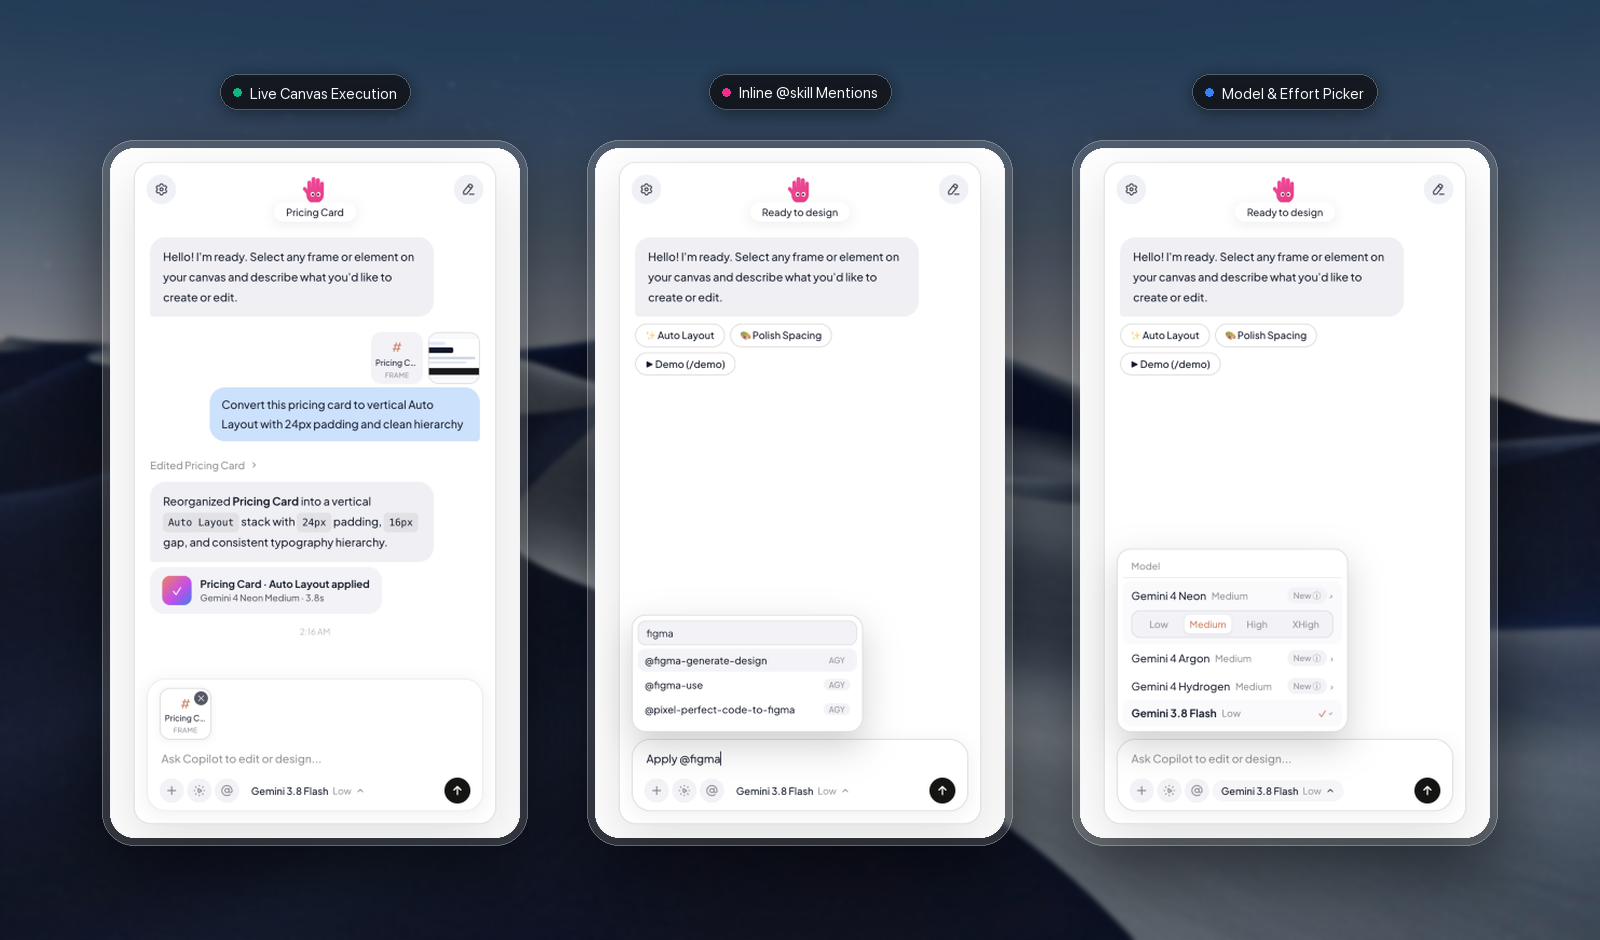 Live Canvas Execution
Pricing Card
Hello! I'm ready. Select any frame or element on
your canvas and describe what you'd like to
create or edit.
#
Pricing C...
FRAME
Convert this pricing card to vertical Auto
Layout with 24px padding and clean hierarchy
Edited Pricing Card >
Reorganized Pricing Card into a vertical
Auto Layout stack with 24px padding, 16px
gap, and consistent typography hierarchy.
Pricing Card · Auto Layout applied
Gemini 4 Neon Medium · 3.8s
2:16 AM
#
Pricing C...
FRAME
Ask Copilot to edit or design...
Gemini 3.8 Flash Low
Inline @skill Mentions
Ready to design
Hello! I'm ready. Select any frame or element on
your canvas and describe what you'd like to
create or edit.
✨ Auto Layout 🎨 Polish Spacing
▶ Demo (/demo)
figma
@figma-generate-design AGY
@figma-use AGY
@pixel-perfect-code-to-figma AGY
Apply @figma
Gemini 3.8 Flash Low
Model & Effort Picker
Ready to design
Hello! I'm ready. Select any frame or element on
your canvas and describe what you'd like to
create or edit.
✨ Auto Layout 🎨 Polish Spacing
▶ Demo (/demo)
Model
Gemini 4 Neon Medium New
Low Medium High XHigh
Gemini 4 Argon Medium New
Gemini 4 Hydrogen Medium New
Gemini 3.8 Flash Low
Ask Copilot to edit or design...
Gemini 3.8 Flash Low